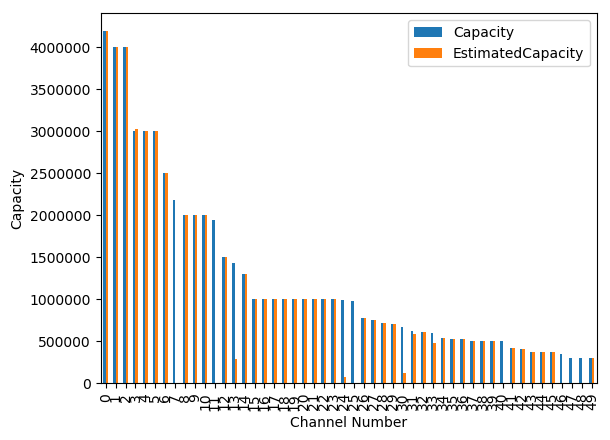 Capacity
EstimatedCapacity
4000000
3500000
3000000
2500000
2000000
1500000
1000000
500000
0
Capacity
0 1 2 3 4 5 6 7 8 9 10 11 12 13 14 15 16 17 18 19 20 21 22 23 24 25 26 27 28 29 30 31 32 33 34 35 36 37 38 39 40 41 42 43 44 45 46 47 48 49
Channel Number